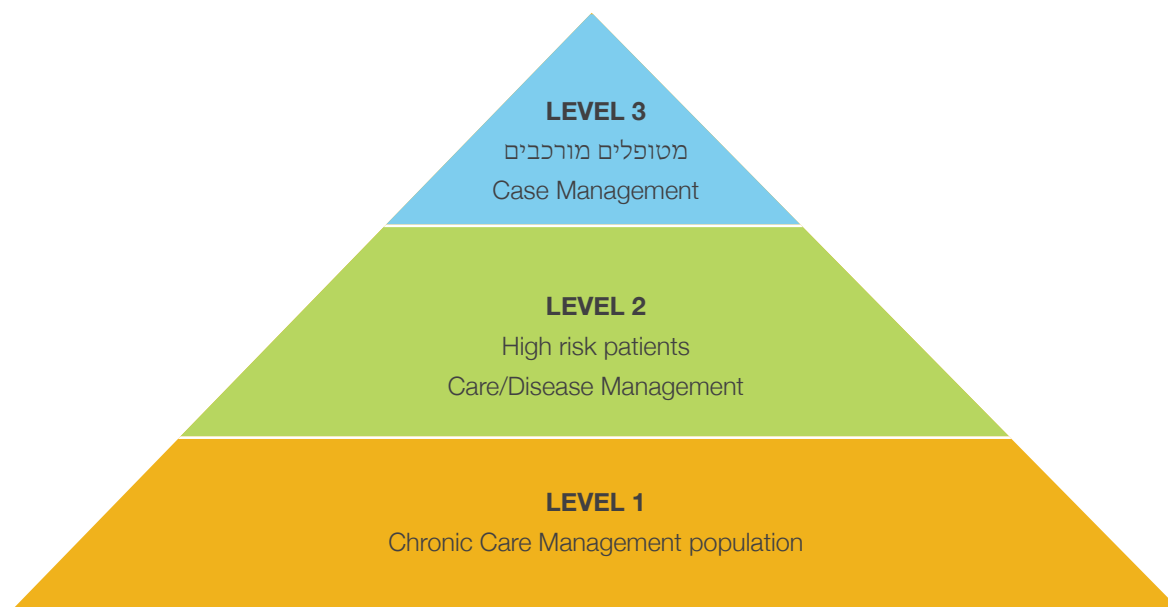 LEVEL 3
מטופלים מורכבים
Case Management
LEVEL 2
High risk patients
Care/Disease Management
LEVEL 1
Chronic Care Management population